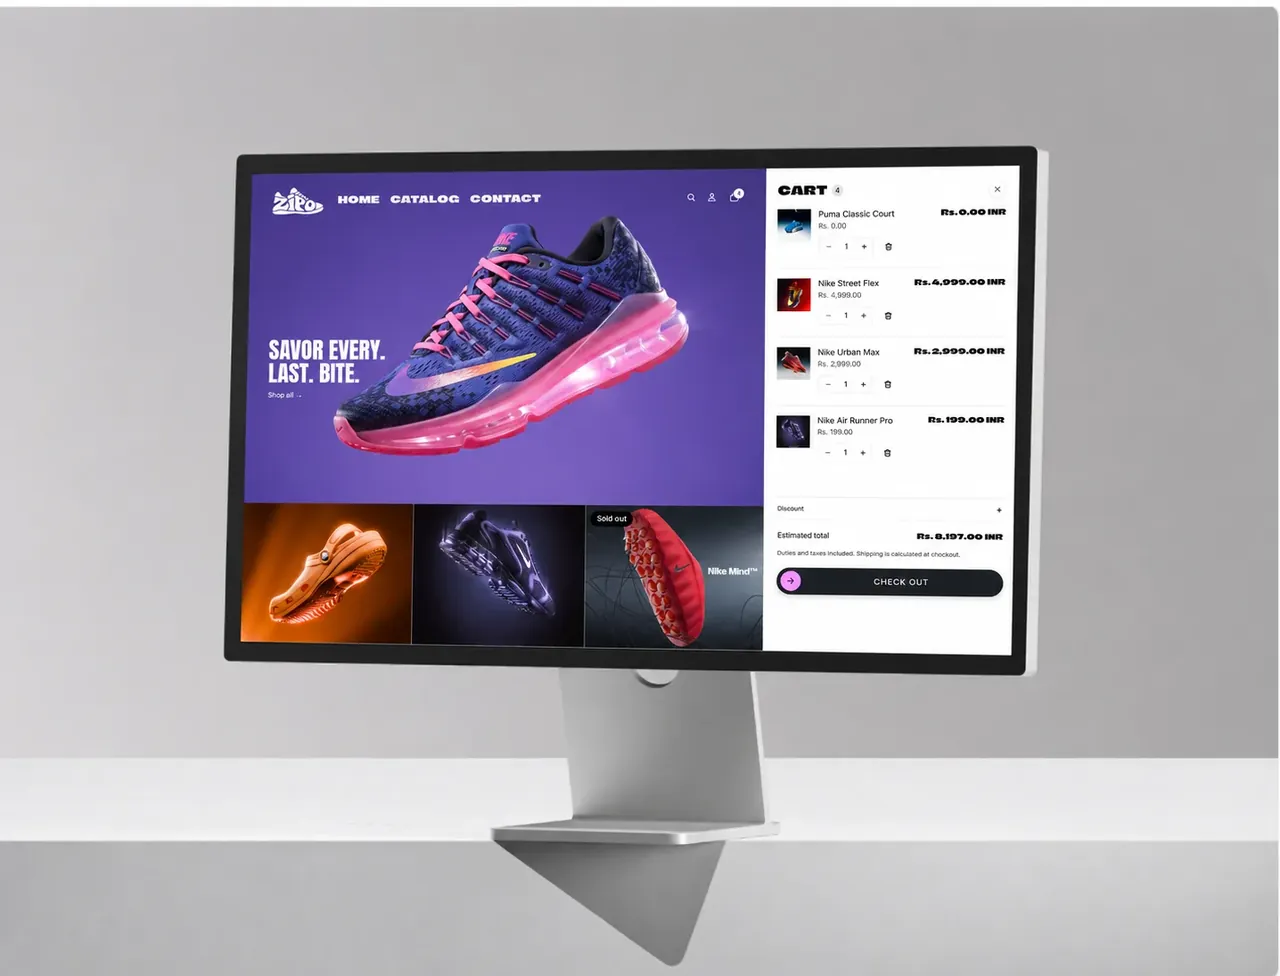 ZIPO
HOME CATALOG CONTACT
4
NIKE
SAVOR EVERY.
LAST. BITE.
Shop all →
Sold out
Nike Mind™
CART 4
Puma Classic Court
Rs. 0.00 INR
Rs. 0.00
− 1 +
Nike Street Flex
Rs. 4,999.00 INR
Rs. 4,999.00
− 1 +
Nike Urban Max
Rs. 2,999.00 INR
Rs. 2,999.00
− 1 +
Nike Air Runner Pro
Rs. 199.00 INR
Rs. 199.00
− 1 +
Discount +
Estimated total
Rs. 8,197.00 INR
Duties and taxes included. Shipping is calculated at checkout.
CHECK OUT